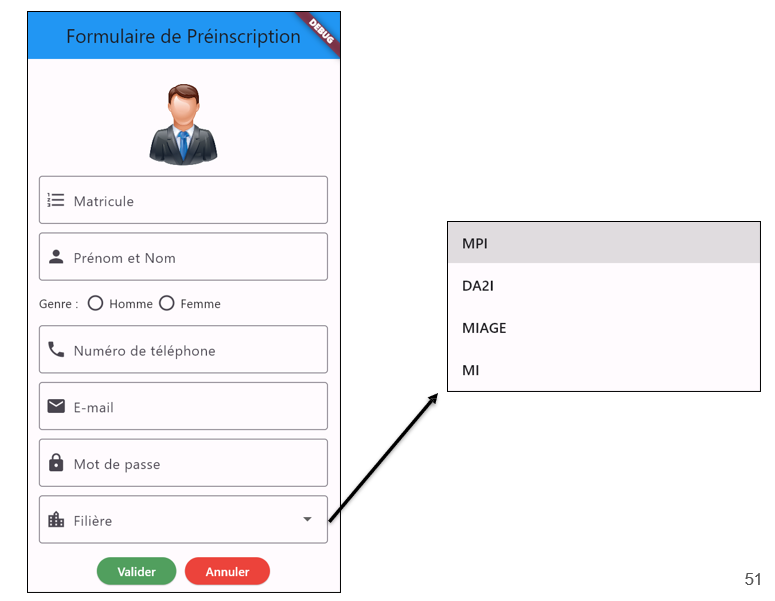 Formulaire de Préinscription
DEBUG
Matricule
Prénom et Nom
Genre : Homme Femme
Numéro de téléphone
E-mail
Mot de passe
Filière
Valider Annuler
MPI
DA2I
MIAGE
MI
51